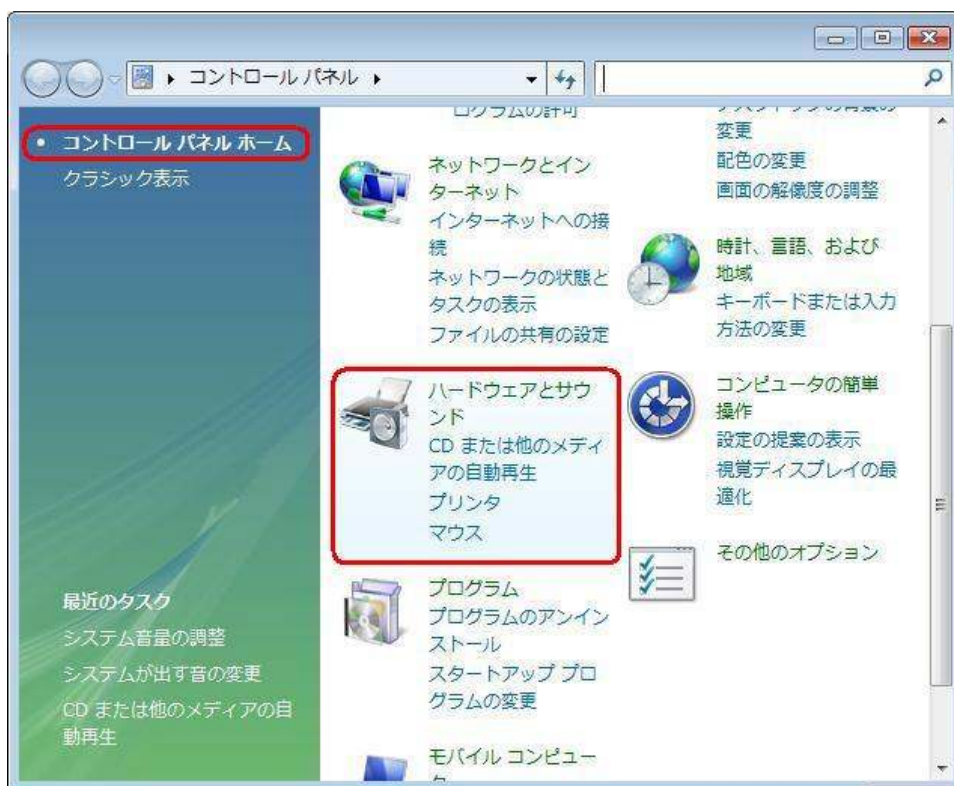 コントロール パネル
コントロール パネル ホーム
クラシック表示
最近のタスク
システム音量の調整
システムが出す音の変更
CD または他のメディアの自
動再生
ログラムの許可
ネットワークとイン
ターネット
インターネットへの接
続
ネットワークの状態と
タスクの表示
ファイルの共有の設定
ハードウェアとサウ
ンド
CD または他のメディ
アの自動再生
プリンタ
マウス
プログラム
プログラムのアンイン
ストール
スタートアップ プロ
グラムの変更
モバイル コンピュー
変更
配色の変更
画面の解像度の調整
時計、言語、および
地域
キーボードまたは入力
方法の変更
コンピュータの簡単
操作
設定の提案の表示
視覚ディスプレイの最
適化
その他のオプション